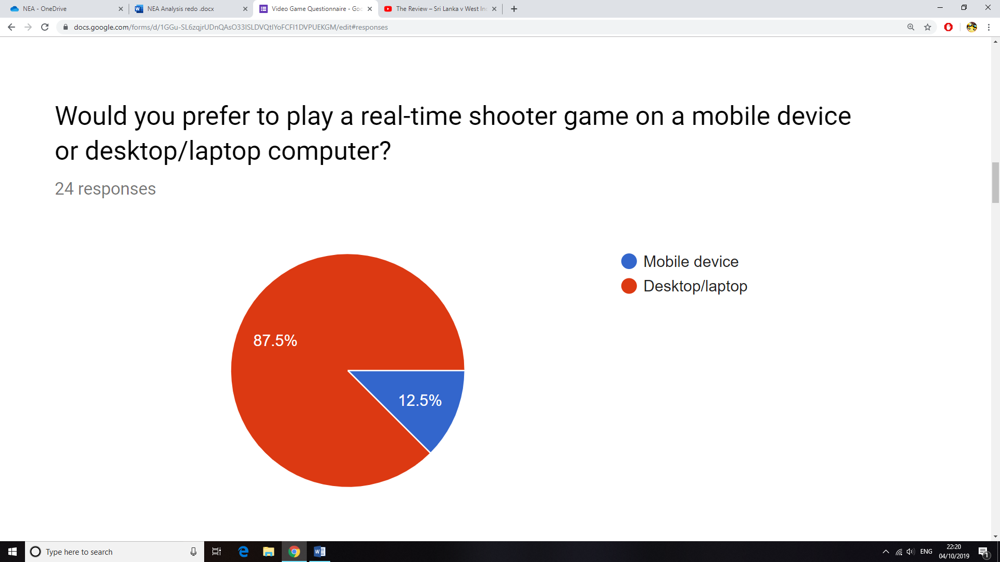 NEA - OneDrive
NEA Analysis redo .docx
Video Game Questionnaire - Goo
The Review – Sri Lanka v West Ind
docs.google.com/forms/d/1GGu-SL6zqjrUDnQAsO33ISLDVQtIYoFCFI1DVPUEKGM/edit#responses
Would you prefer to play a real-time shooter game on a mobile device
or desktop/laptop computer?
24 responses
Mobile device
Desktop/laptop
87.5%
12.5%
Type here to search
ENG
22:20
04/10/2019
1